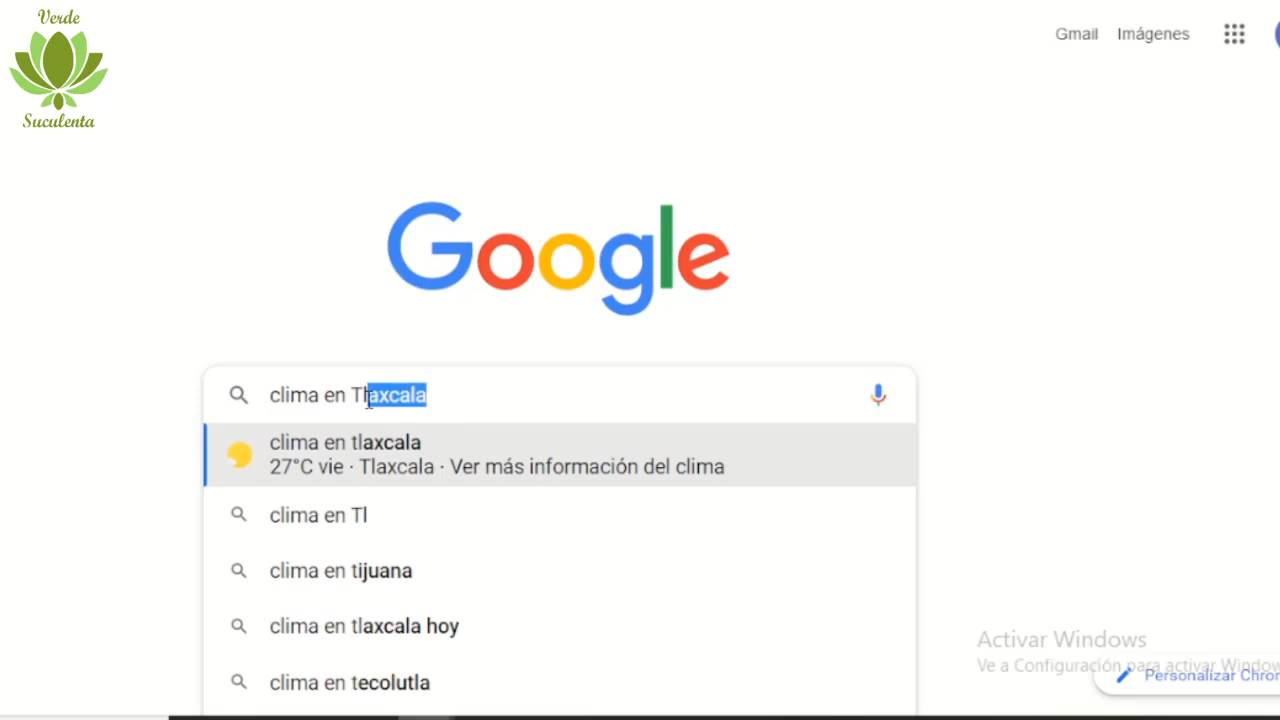 Verde
Suculenta
Gmail Imágenes
Google
clima en Tlaxcala
clima en tlaxcala
27°C vie · Tlaxcala · Ver más información del clima
clima en Tl
clima en tijuana
clima en tlaxcala hoy
clima en tecolutla
Activar Windows
Ve a Configuración para activar Window
Personalizar Chro